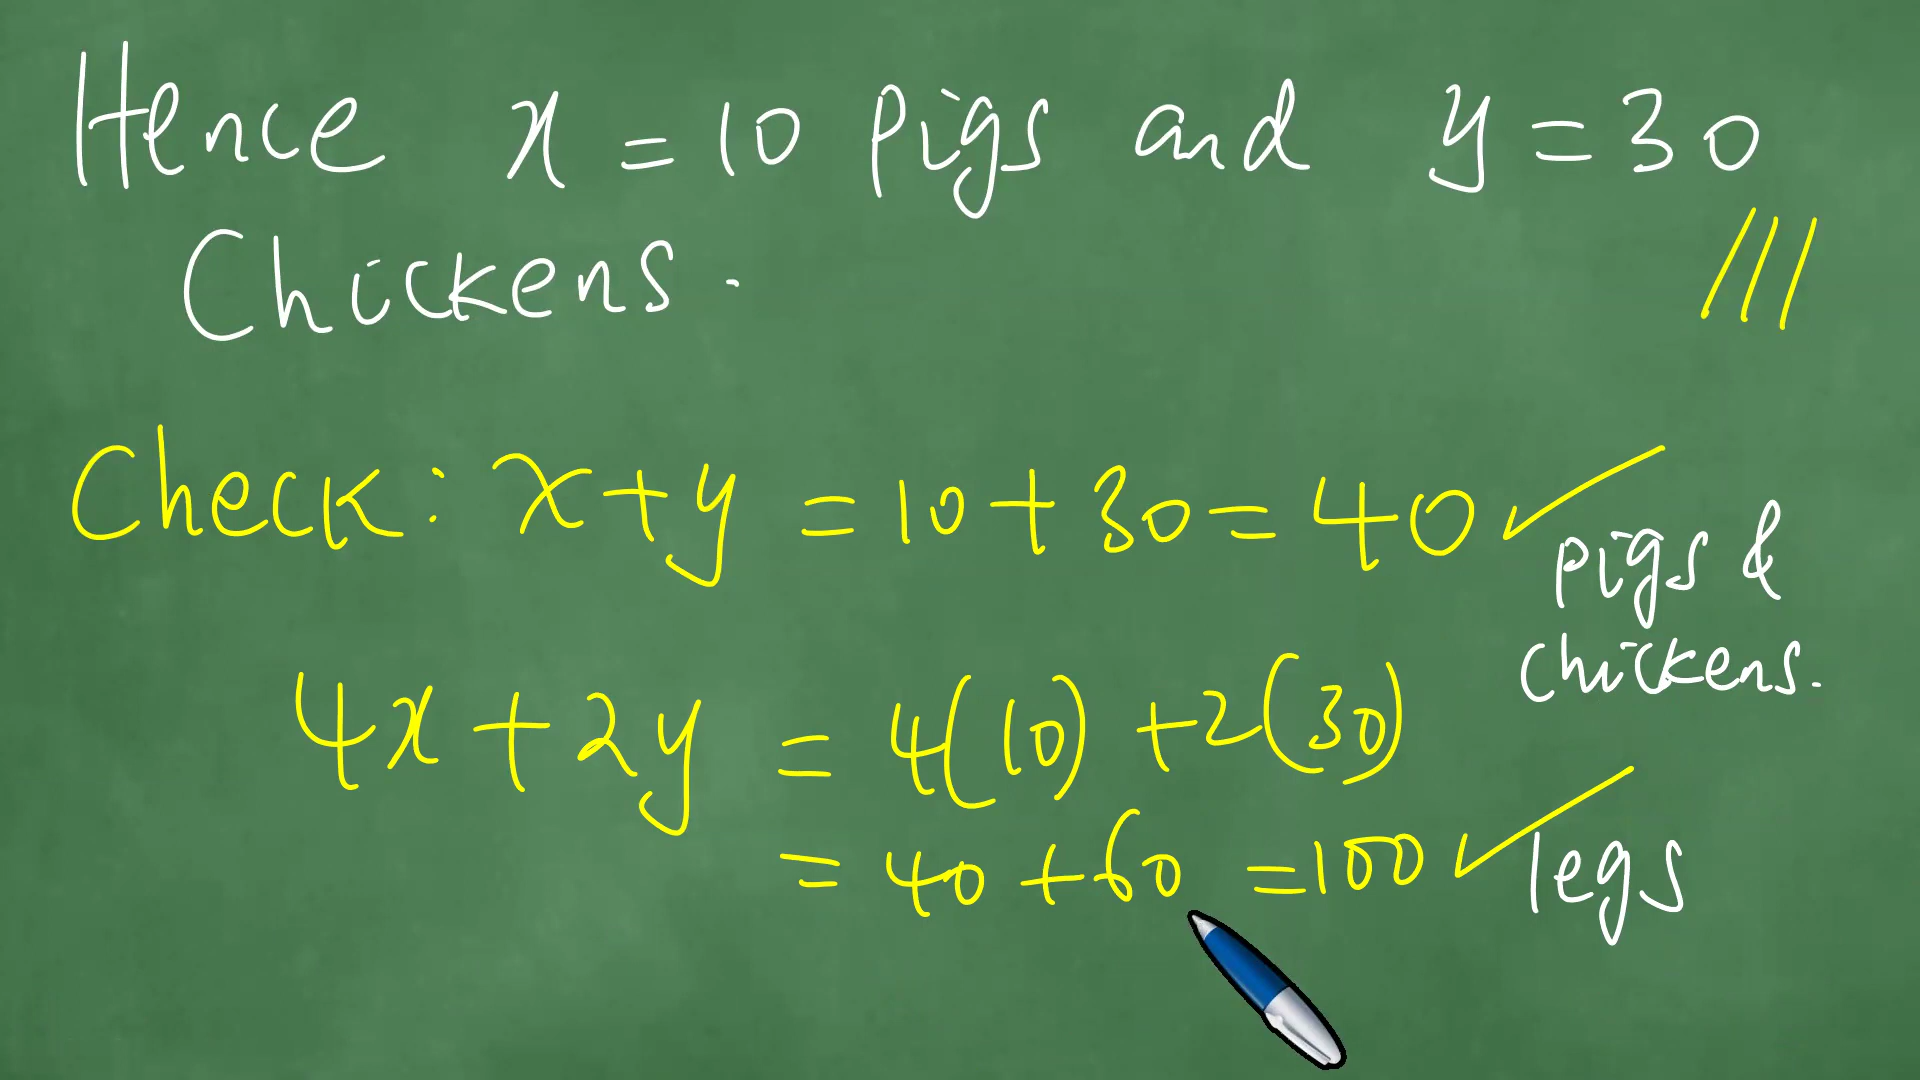 Hence x = 10 pigs and y = 30
Chickens.
Check: x + y = 10 + 30 = 40 ✓
pigs &
chickens.
4x + 2y = 4(10) + 2(30)
= 40 + 60 = 100 ✓ legs